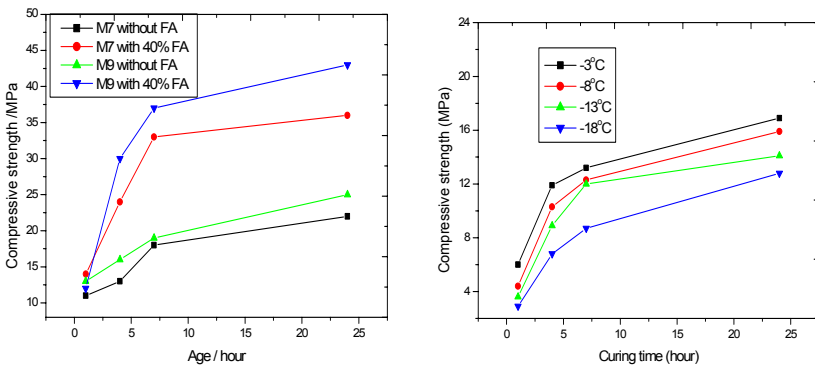 50
45
40
35
30
25
20
15
10
Compressive strength /MPa
M7 without FA
M7 with 40% FA
M9 without FA
M9 with 40% FA
0 5 10 15 20 25
Age / hour
24
20
16
12
8
4
Compressive strength (MPa)
-3°C
-8°C
-13°C
-18°C
0 5 10 15 20 25
Curing time (hour)